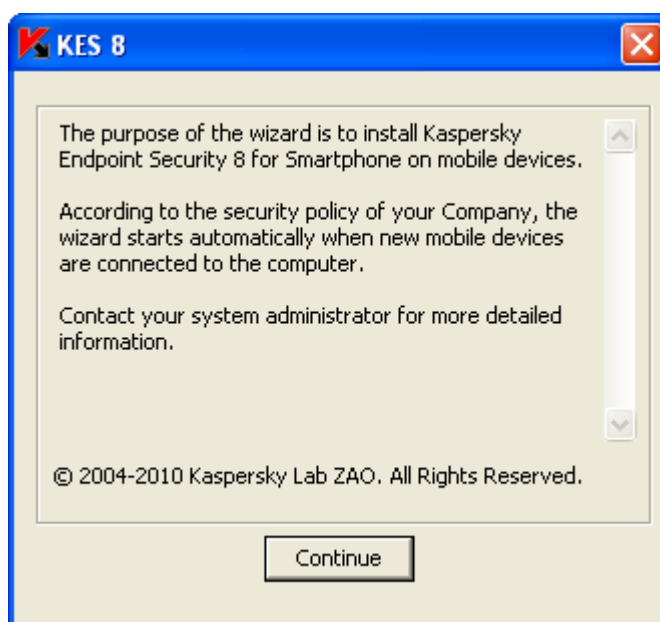 KES 8
The purpose of the wizard is to install Kaspersky
Endpoint Security 8 for Smartphone on mobile devices.
According to the security policy of your Company, the
wizard starts automatically when new mobile devices
are connected to the computer.
Contact your system administrator for more detailed
information.
© 2004-2010 Kaspersky Lab ZAO. All Rights Reserved.
Continue